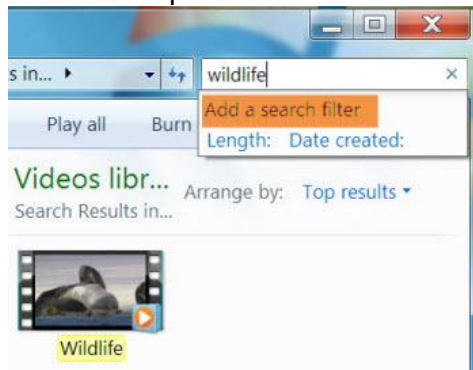 s in...
wildlife
Add a search filter
Length: Date created:
Play all Burn
Videos libr...
Arrange by: Top results
Search Results in...
Wildlife